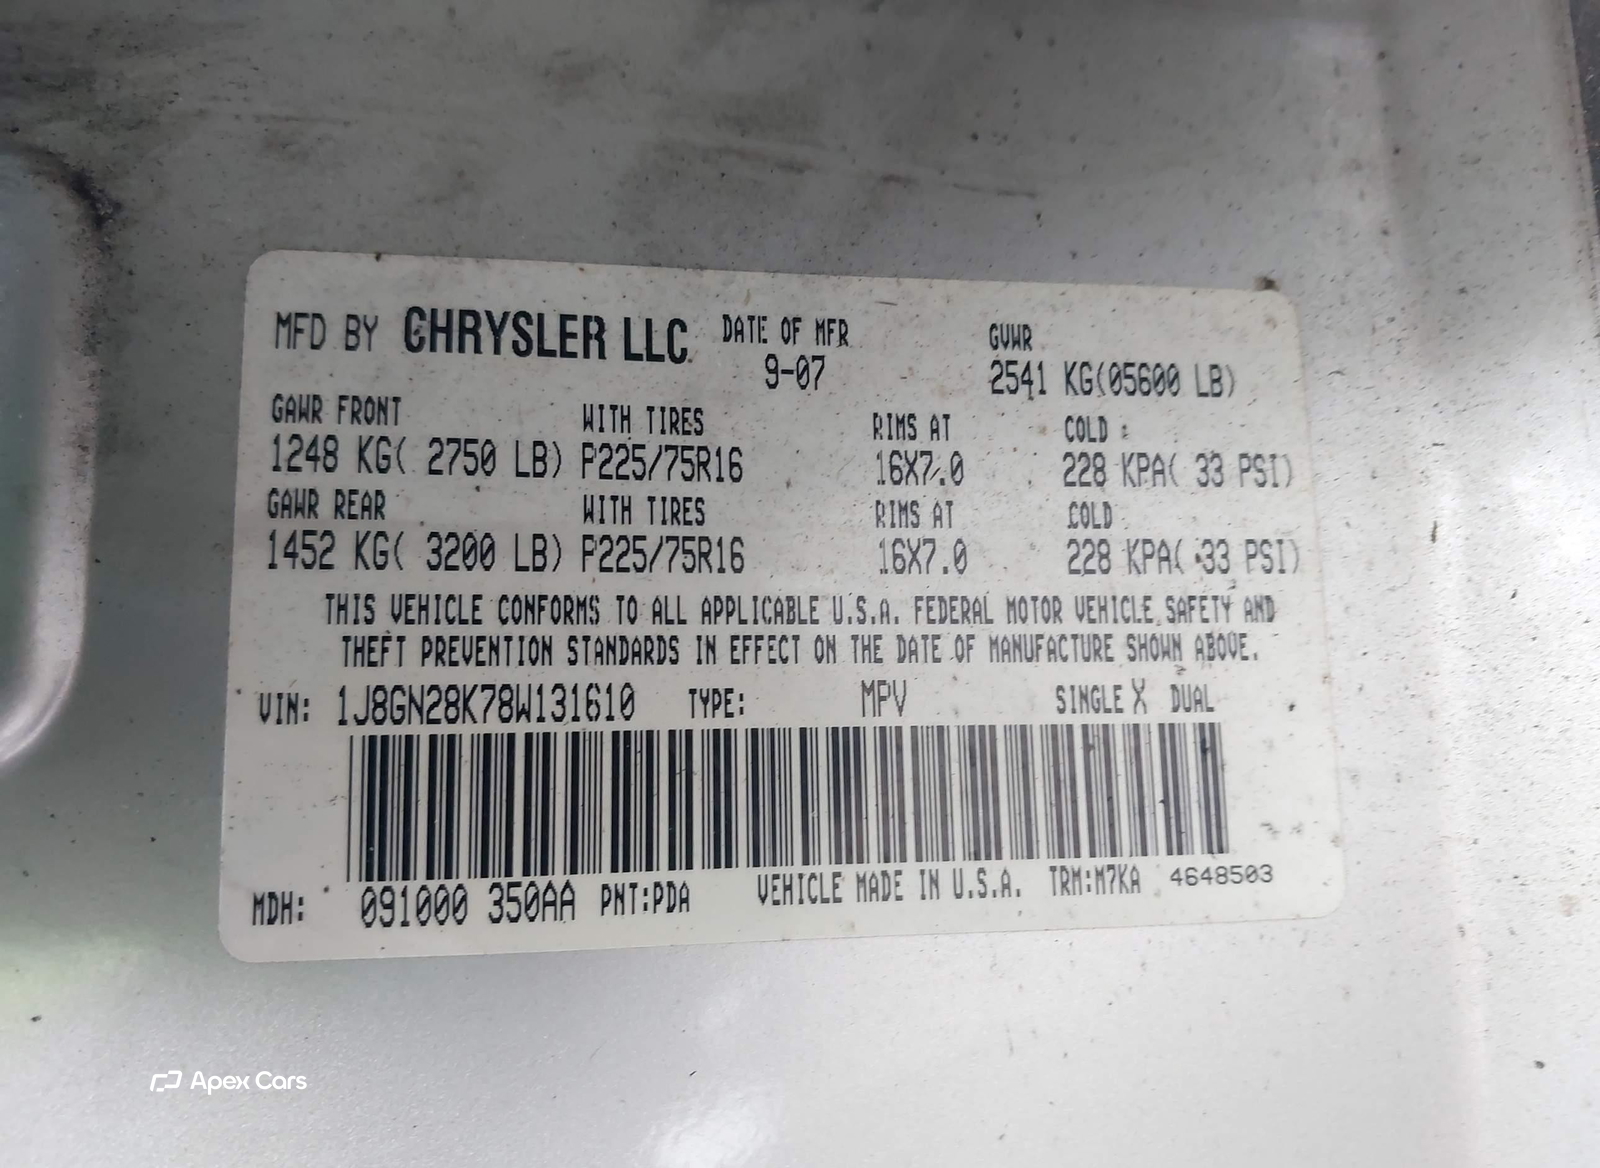 MFD BY CHRYSLER LLC DATE OF MFR GVWR
9-07 2541 KG(05600 LB)
GAWR FRONT WITH TIRES RIMS AT COLD
1248 KG( 2750 LB) P225/75R16 16X7.0 228 KPA( 33 PSI)
GAWR REAR WITH TIRES RIMS AT COLD
1452 KG( 3200 LB) P225/75R16 16X7.0 228 KPA( 33 PSI)
THIS VEHICLE CONFORMS TO ALL APPLICABLE U.S.A. FEDERAL MOTOR VEHICLE SAFETY AND
THEFT PREVENTION STANDARDS IN EFFECT ON THE DATE OF MANUFACTURE SHOWN ABOVE.
VIN: 1J8GN28K78W131610 TYPE: MPV SINGLE X DUAL
MDH: 091000 350AA PNT:PDA VEHICLE MADE IN U.S.A. TRM:M7KA 4648503
Apex Cars